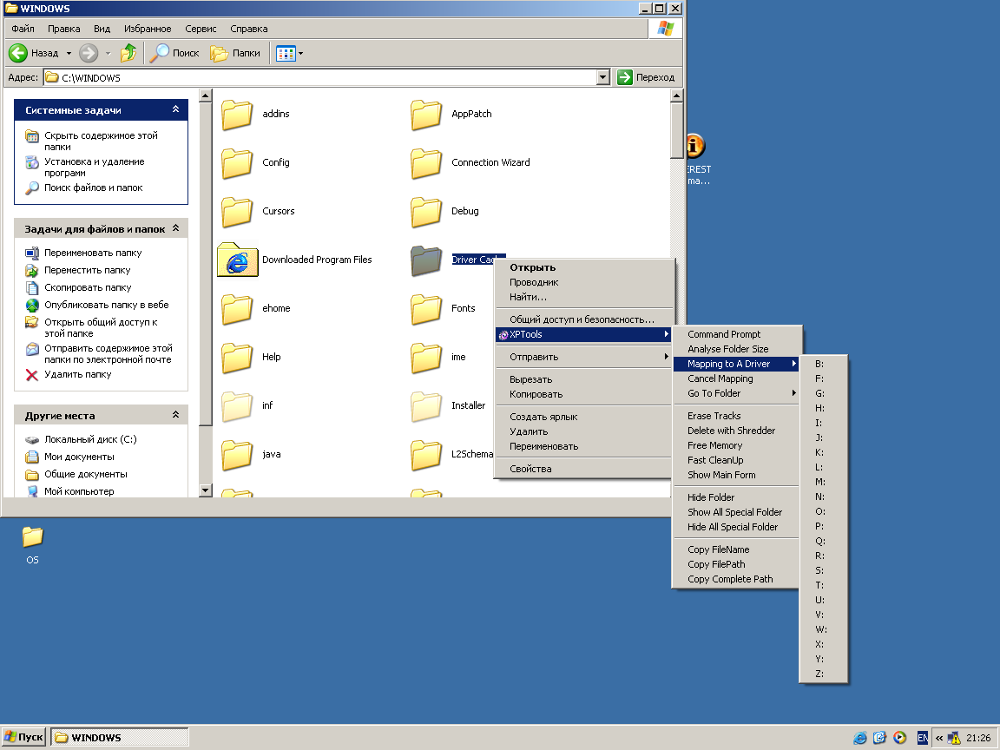 WINDOWS
Файл Правка Вид Избранное Сервис Справка
Назад Поиск Папки
Адрес: C:\WINDOWS Переход
Системные задачи
Скрыть содержимое этой
папки
Установка и удаление
программ
Поиск файлов и папок
Задачи для файлов и папок
Переименовать папку
Переместить папку
Скопировать папку
Опубликовать папку в вебе
Открыть общий доступ к
этой папке
Отправить содержимое этой
папки по электронной почте
Удалить папку
Другие места
Локальный диск (C:)
Мои документы
Общие документы
Мой компьютер
addins AppPatch
Config Connection Wizard
Cursors Debug
Downloaded Program Files Driver
ehome Fonts
Help ime
inf Installer
java L2Schema
Открыть
Проводник
Найти...
Общий доступ и безопасность...
XPTools
Отправить
Вырезать
Копировать
Создать ярлык
Удалить
Переименовать
Свойства
Command Prompt
Analyse Folder Size
Mapping to A Driver
Cancel Mapping
Go To Folder
Erase Tracks
Delete with Shredder
Free Memory
Fast CleanUp
Show Main Form
Hide Folder
Show All Special Folder
Hide All Special Folder
Copy FileName
Copy FilePath
Copy Complete Path
B:
F:
G:
H:
I:
J:
K:
L:
M:
N:
O:
P:
Q:
R:
S:
T:
U:
V:
W:
X:
Y:
Z:
EREST
ma...
OS
Пуск WINDOWS EN « 21:26